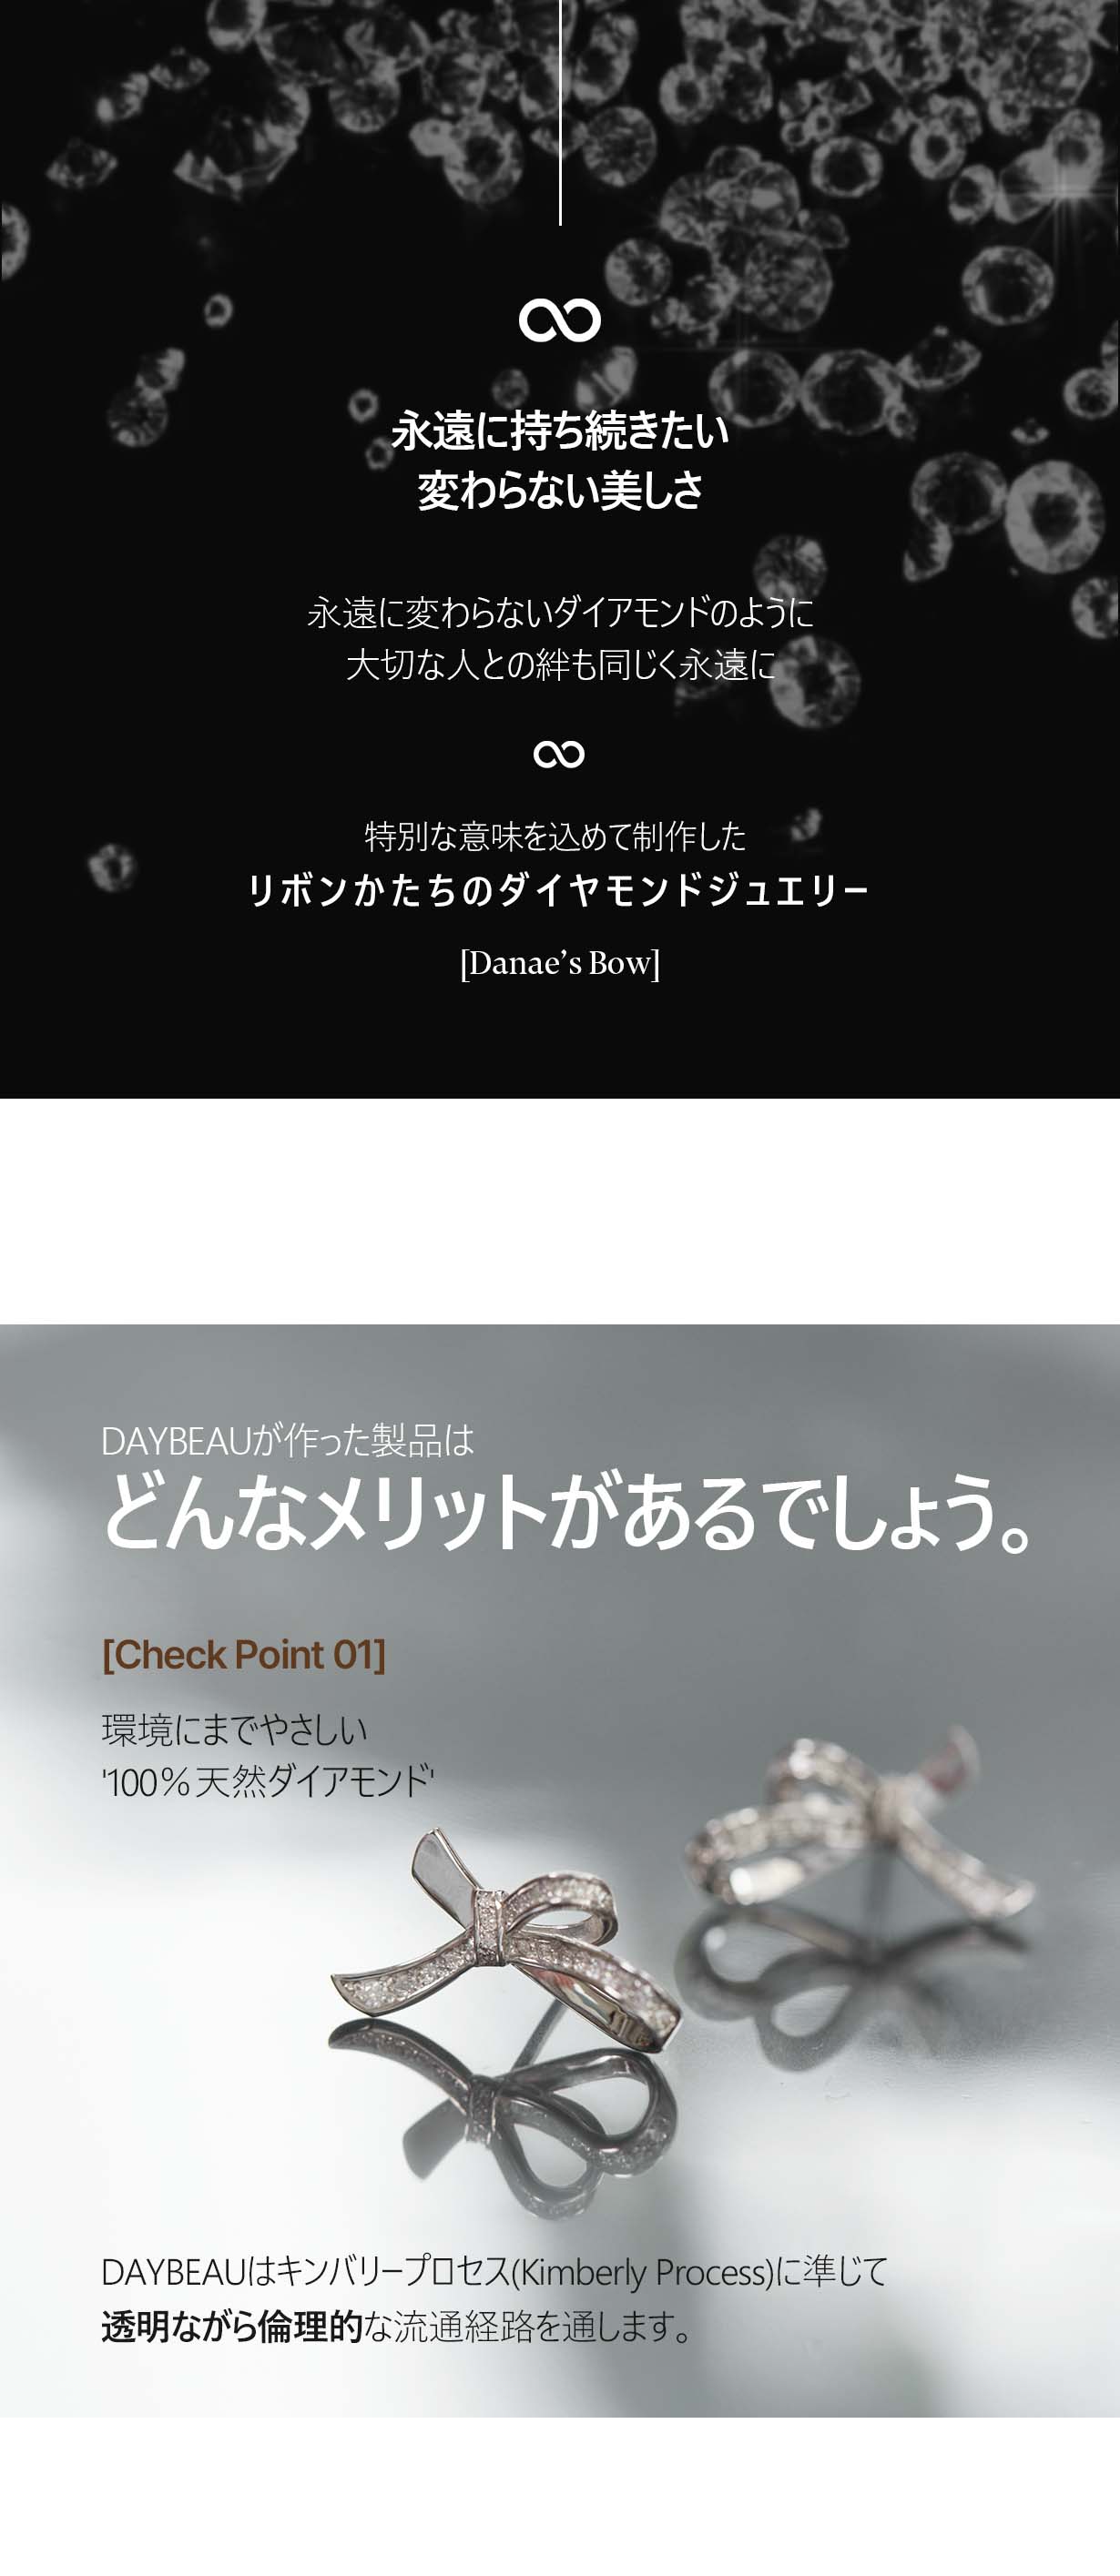 永遠に持ち続きたい
変わらない美しさ
永遠に変わらないダイアモンドのように
大切な人との絆も同じく永遠に
特別な意味を込めて制作した
リボンかたちのダイヤモンドジュエリー
[Danae’s Bow]
DAYBEAUが作った製品は
どんなメリットがあるでしょう。
[Check Point 01]
環境にまでやさしい
'100%天然ダイアモンド'
DAYBEAUはキンバリープロセス(Kimberly Process)に準じて
透明ながら倫理的な流通経路を通します。